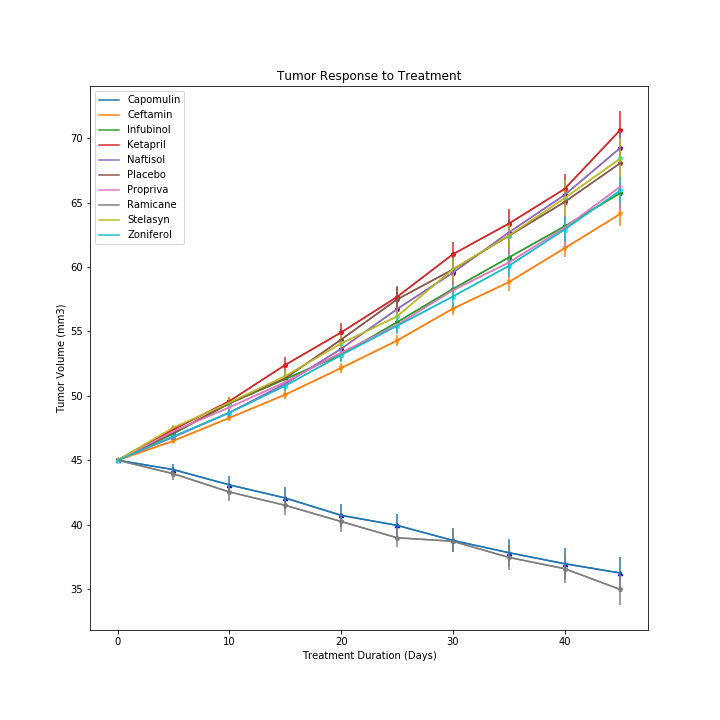 Tumor Response to Treatment
Capomulin
Ceftamin
Infubinol
Ketapril
Naftisol
Placebo
Propriva
Ramicane
Stelasyn
Zoniferol
70
65
60
55
50
45
40
35
Tumor Volume (mm3)
0 10 20 30 40
Treatment Duration (Days)